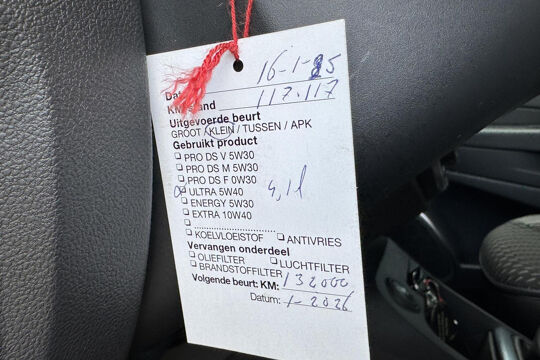 Datum 16-1-25
KM stand 117.117
Uitgevoerde beurt
GROOT / KLEIN / TUSSEN / APK
Gebruikt product
PRO DS V 5W30
PRO DS M 5W30
PRO DS F 0W30
ULTRA 5W40 4,1l
ENERGY 5W30
EXTRA 10W40
KOELVLOEISTOF ANTIVRIES
Vervangen onderdeel
OLIEFILTER LUCHTFILTER
BRANDSTOFFILTER
Volgende beurt: KM: 132000
Datum: 1-2026